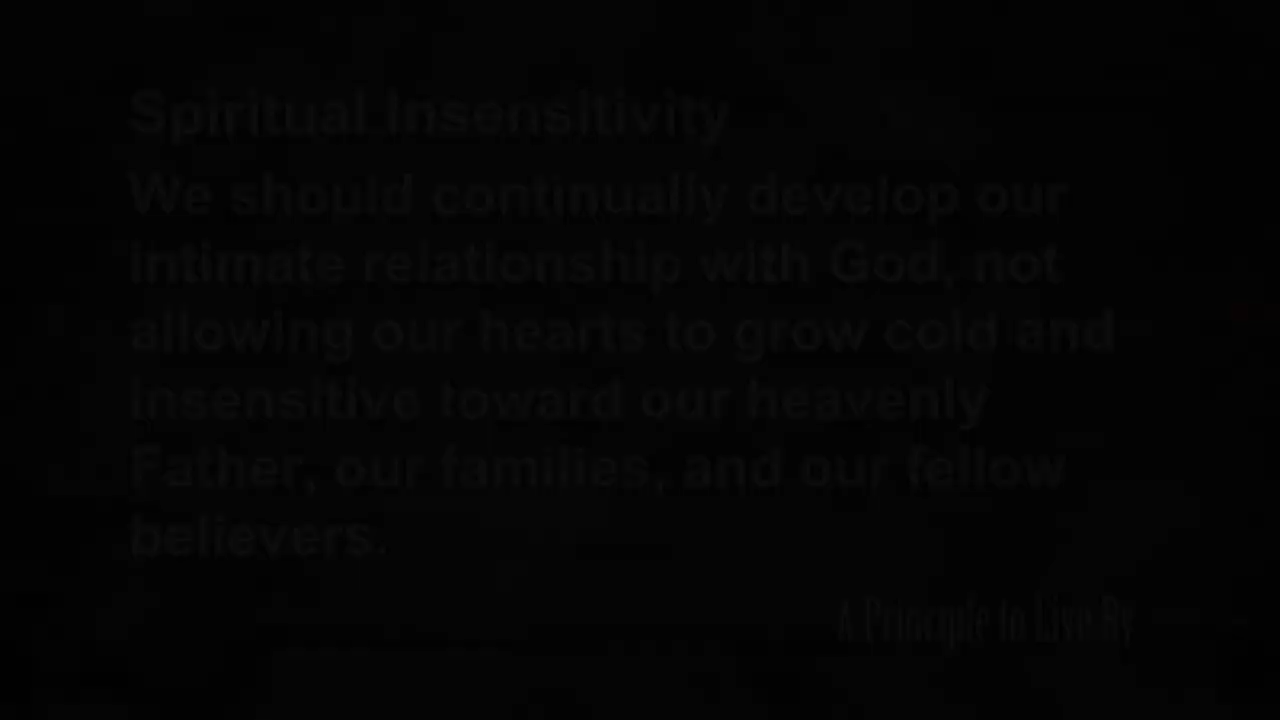 Spiritual Insensitivity
We should continually develop our
intimate relationship with God, not
allowing our hearts to grow cold and
insensitive toward our heavenly
Father, our families, and our fellow
believers.
A Principle to Live By